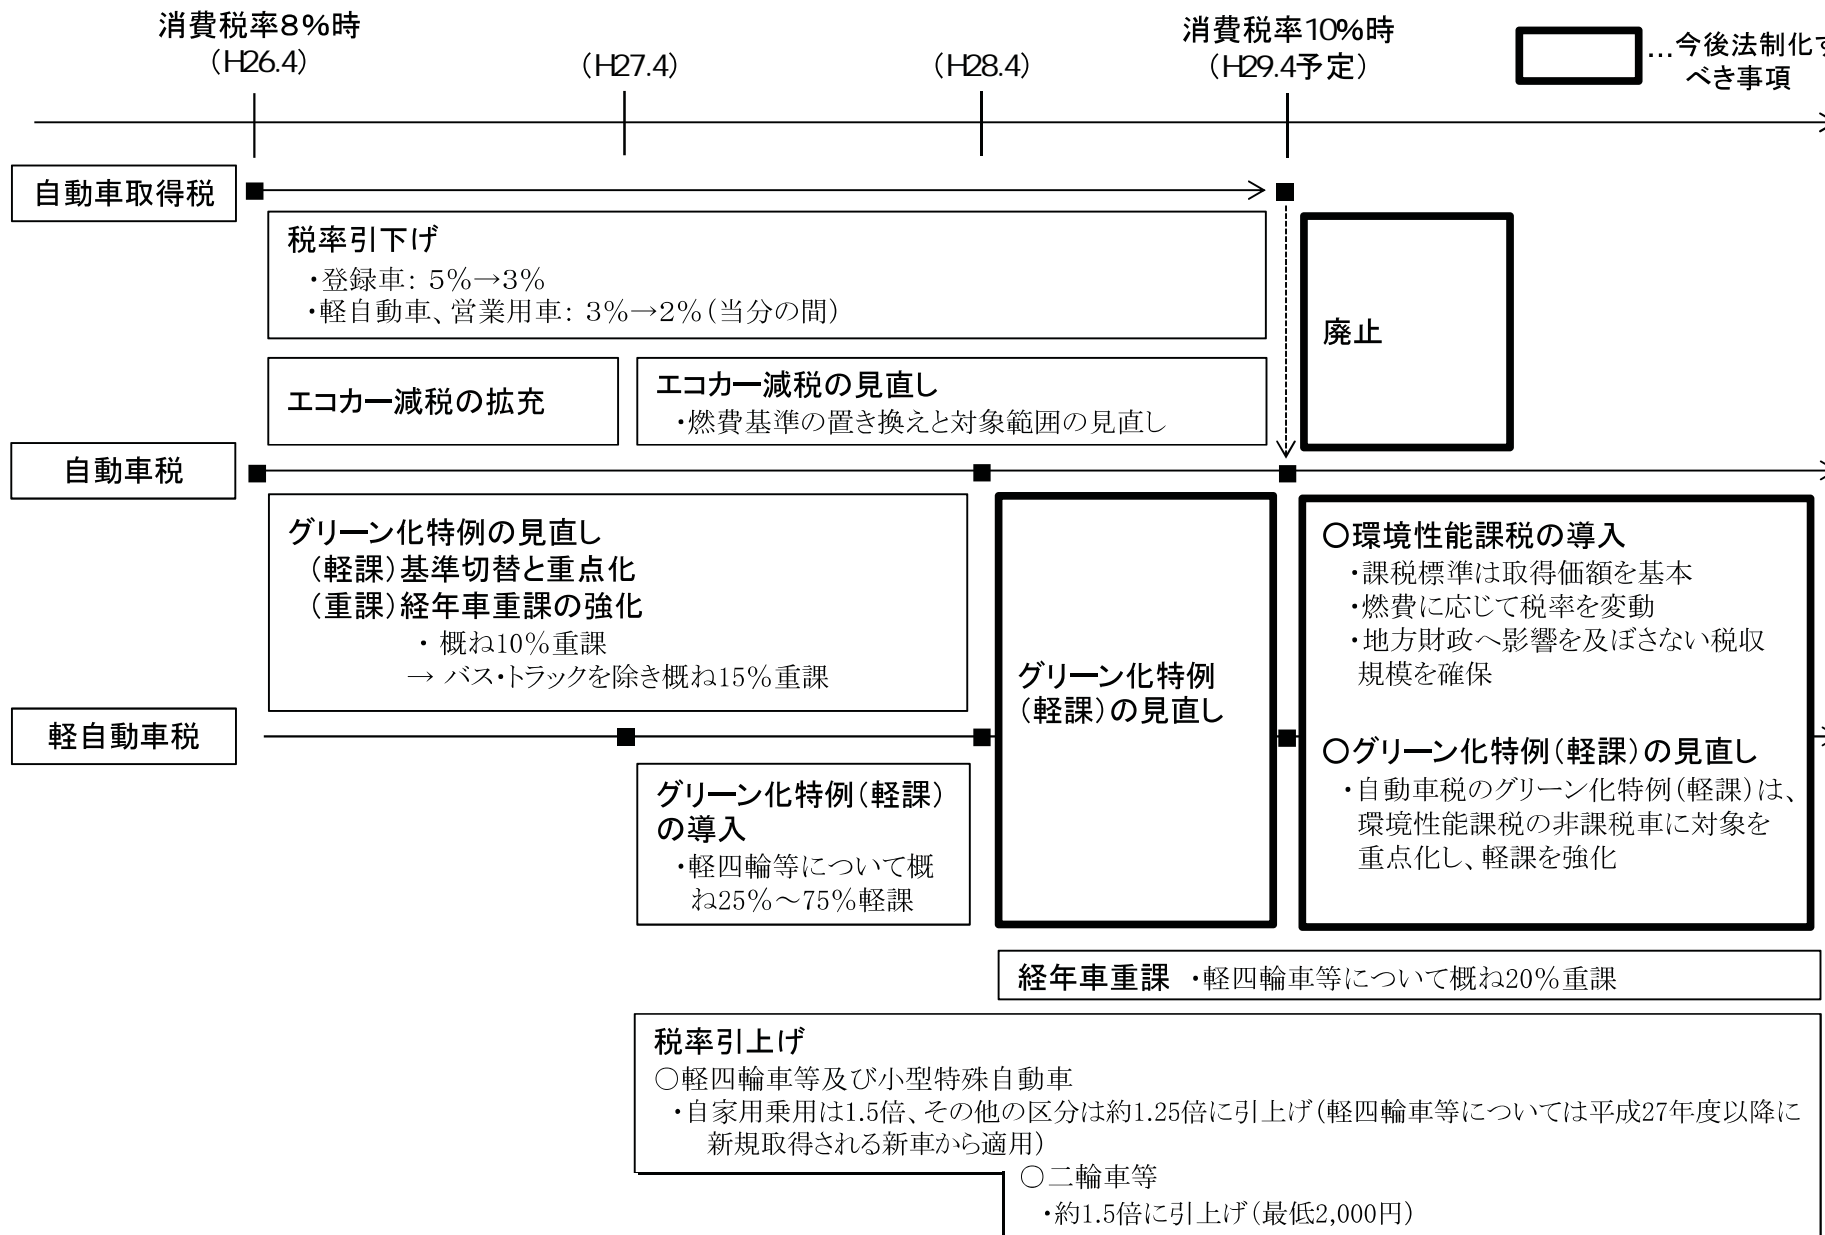 消費税率8%時
(H26.4)
(H27.4)
(H28.4)
消費税率10%時
(H29.4予定)
…今後法制化す
べき事項
自動車取得税
税率引下げ
・登録車：5％→3％
・軽自動車、営業用車：3％→2％（当分の間）
廃止
エコカー減税の拡充
エコカー減税の見直し
・燃費基準の置き換えと対象範囲の見直し
自動車税
グリーン化特例の見直し
（軽課）基準切替と重点化
（重課）経年車重課の強化
・ 概ね10％重課
→ バス・トラックを除き概ね15％重課
グリーン化特例
（軽課）の見直し
○環境性能課税の導入
・課税標準は取得価額を基本
・燃費に応じて税率を変動
・地方財政へ影響を及ぼさない税収
規模を確保
○グリーン化特例（軽課）の見直し
・自動車税のグリーン化特例（軽課）は、
環境性能課税の非課税車に対象を
重点化し、軽課を強化
軽自動車税
グリーン化特例（軽課）
の導入
・軽四輪等について概
ね25％～75％軽課
経年車重課 ・軽四輪車等について概ね20％重課
税率引上げ
○軽四輪車等及び小型特殊自動車
・自家用乗用は1.5倍、その他の区分は約1.25倍に引上げ（軽四輪車等については平成27年度以降に
新規取得される新車から適用）
○二輪車等
・約1.5倍に引上げ（最低2,000円）